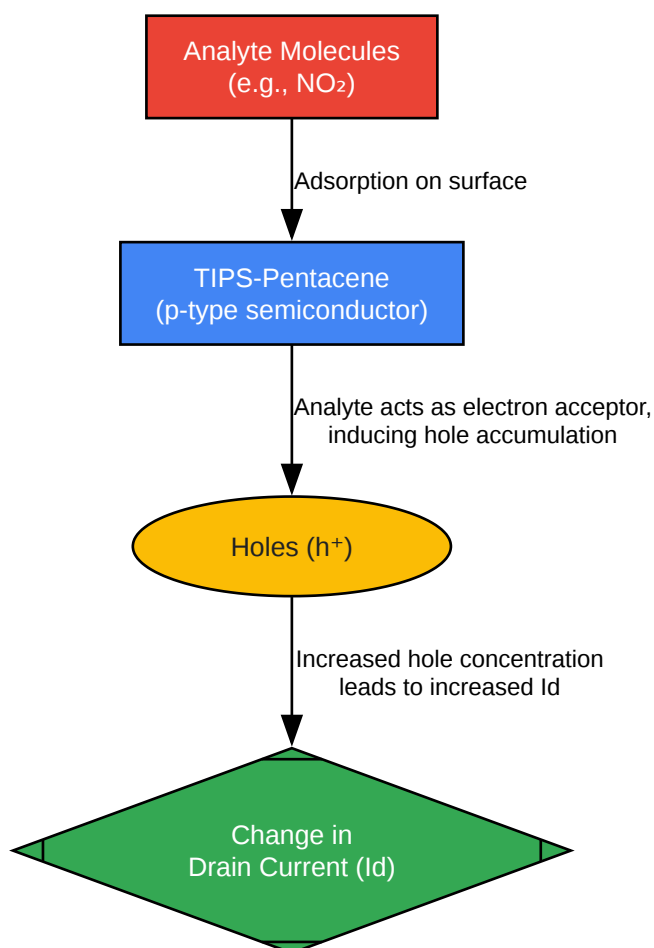 Analyte Molecules
(e.g., NO₂)
Adsorption on surface
TIPS-Pentacene
(p-type semiconductor)
Analyte acts as electron acceptor,
inducing hole accumulation
Holes (h⁺)
Increased hole concentration
leads to increased Id
Change in
Drain Current (Id)